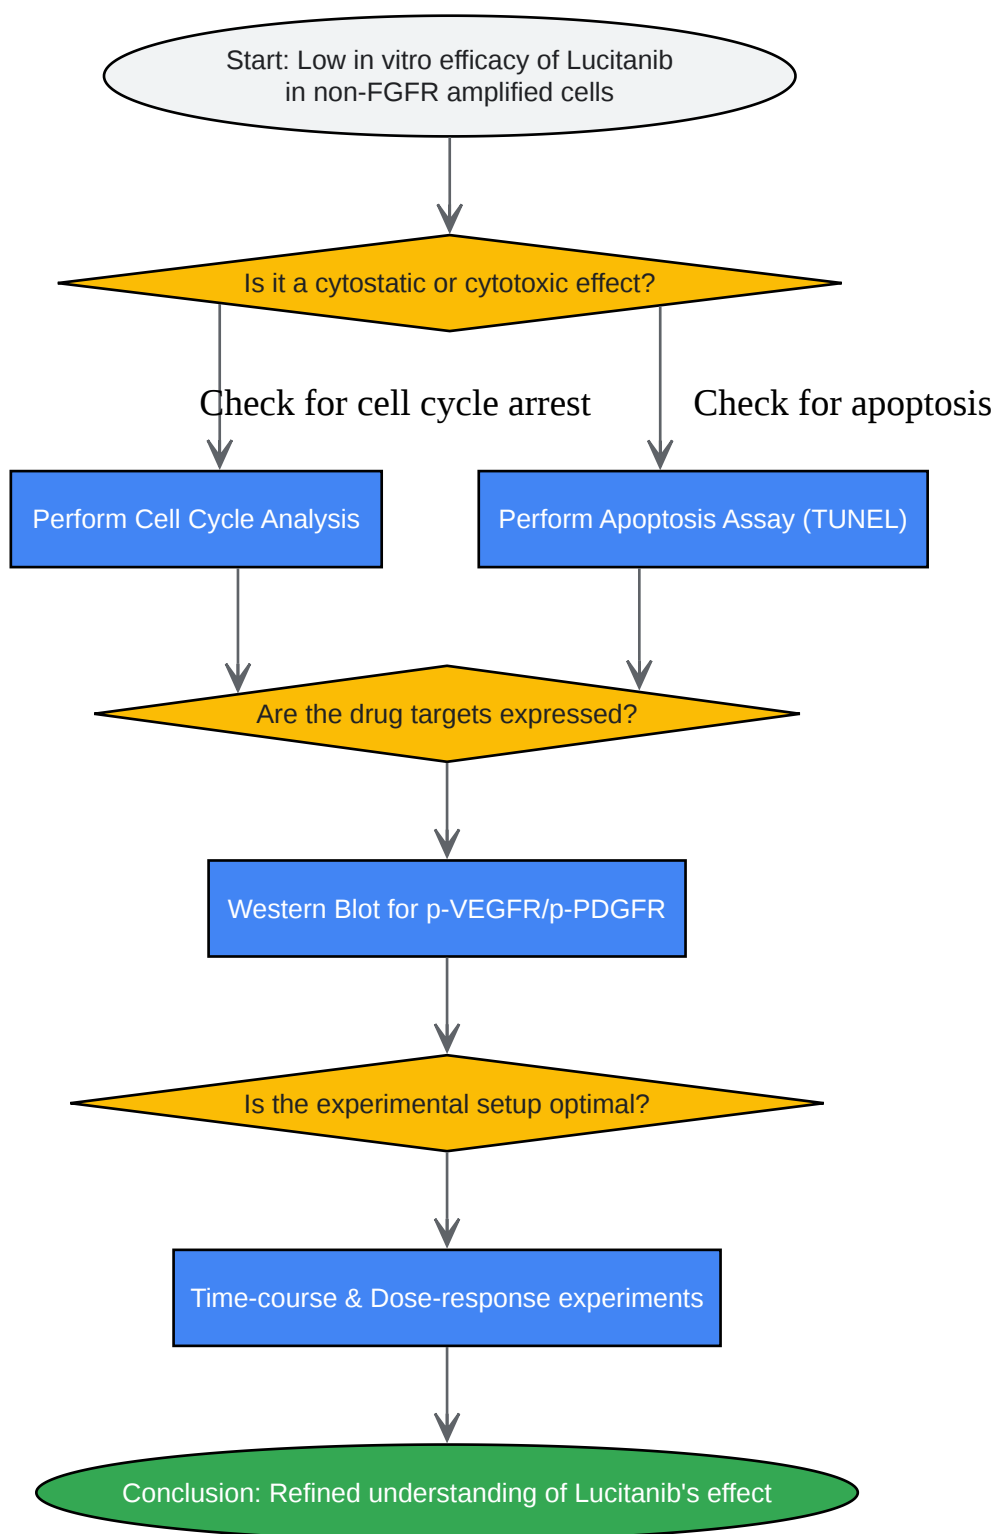 Start: Low in vitro efficacy of Lucitanib
in non-FGFR amplified cells
Is it a cytostatic or cytotoxic effect?
Check for cell cycle arrest
Check for apoptosis
Perform Cell Cycle Analysis
Perform Apoptosis Assay (TUNEL)
Are the drug targets expressed?
Western Blot for p-VEGFR/p-PDGFR
Is the experimental setup optimal?
Time-course & Dose-response experiments
Conclusion: Refined understanding of Lucitanib's effect